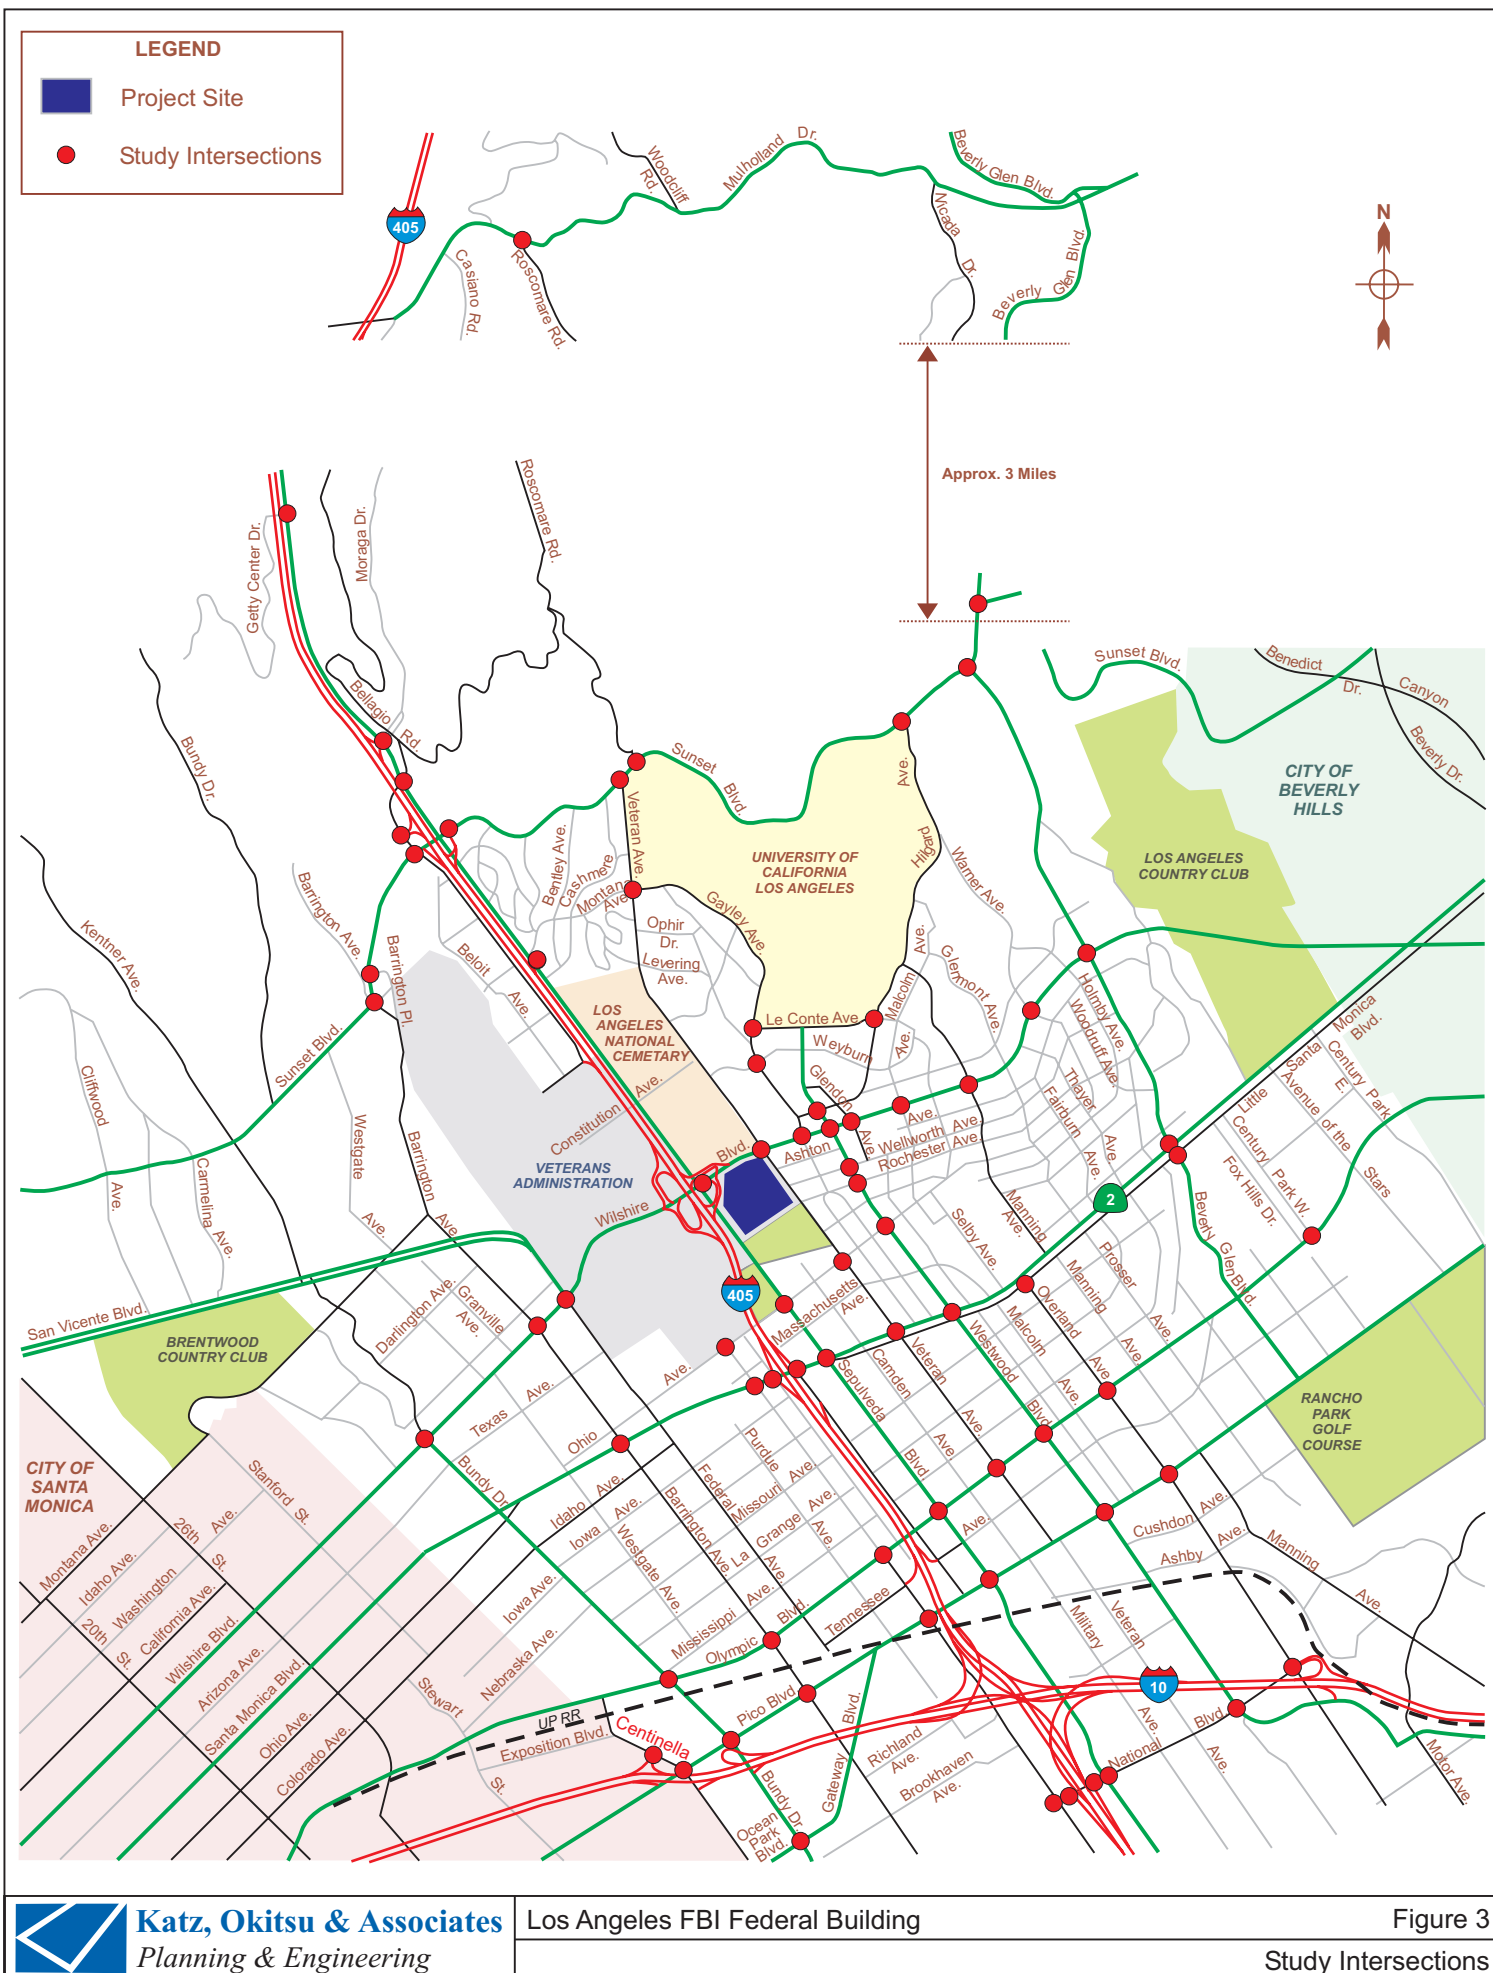 LEGEND
Project Site
Study Intersections
405
Casiano Rd.
Roscomare Rd.
Woodcliff
Rd.
Mulholland Dr.
Beverly Glen Blvd.
Nicada Dr.
Beverly Glen Blvd.
N
Approx. 3 Miles
Getty Center Dr.
Moraga Dr.
Roscomare Rd.
Bellagio Rd.
Bundy Dr.
Kentner Ave.
Sunset Blvd.
Sunset Blvd.
Benedict Canyon
Dr.
Beverly Dr.
CITY OF
BEVERLY
HILLS
LOS ANGELES
COUNTRY CLUB
UNIVERSITY OF
CALIFORNIA
LOS ANGELES
Veteran Ave.
Bentley Ave.
Cashmere
Montana
Ave.
Gayley Ave.
Hilgard Ave.
Warner Ave.
Ophir
Dr.
Levering
Ave.
Barrington Ave.
Barrington Pl.
Beloit Ave.
LOS
ANGELES
NATIONAL
CEMETARY
Le Conte Ave.
Weyburn Ave.
Malcolm Ave.
Glenmont Ave.
Holmby Ave.
Woodruff Ave.
Thayer Ave.
Fairburn Ave.
Glendon Ave.
Constitution Ave.
VETERANS
ADMINISTRATION
Wilshire Blvd.
Ashton Ave.
Wellworth Ave.
Rochester Ave.
Sunset Blvd.
Cliffwood Ave.
Carmelina Ave.
Westgate Ave.
Barrington Ave.
Little Santa Monica
Blvd.
Century Park
E.
Avenue of the Stars
Century Park W.
Fox Hills Dr.
2
Beverly Glen Blvd.
Selby Ave.
Manning
Ave.
Prosser Ave.
Manning Ave.
Overland Ave.
Malcolm Ave.
Westwood Blvd.
405
Massachusetts
Ave.
Sepulveda Blvd.
Camden Ave.
Veteran Ave.
San Vicente Blvd.
BRENTWOOD
COUNTRY CLUB
Darlington Ave.
Granville
Ave.
Texas Ave.
Ohio Ave.
CITY OF
SANTA
MONICA
RANCHO
PARK
GOLF
COURSE
Stanford St.
Bundy Dr.
Idaho Ave.
Iowa Ave.
Federal Ave.
Barrington Ave.
Westgate Ave.
Purdue Ave.
Missouri Ave.
La Grange Ave.
Mississippi Ave.
Olympic Blvd.
Tennessee Ave.
Cushdon Ave.
Ashby Ave.
Manning Ave.
Montana Ave.
26th St.
Idaho Ave.
Washington Ave.
20th St.
California Ave.
Wilshire Blvd.
Arizona Ave.
Santa Monica Blvd.
Ohio Ave.
Colorado Ave.
Iowa Ave.
Nebraska Ave.
Stewart St.
UP RR
Exposition Blvd.
Centinella
Pico Blvd.
Bundy Dr.
Ocean
Park
Blvd.
Gateway Blvd.
Richland
Ave.
Brookhaven
Ave.
Military Ave.
Veteran Ave.
10
National Blvd.
Motor Ave.
Katz, Okitsu & Associates
Planning & Engineering
Los Angeles FBI Federal Building
Figure 3
Study Intersections